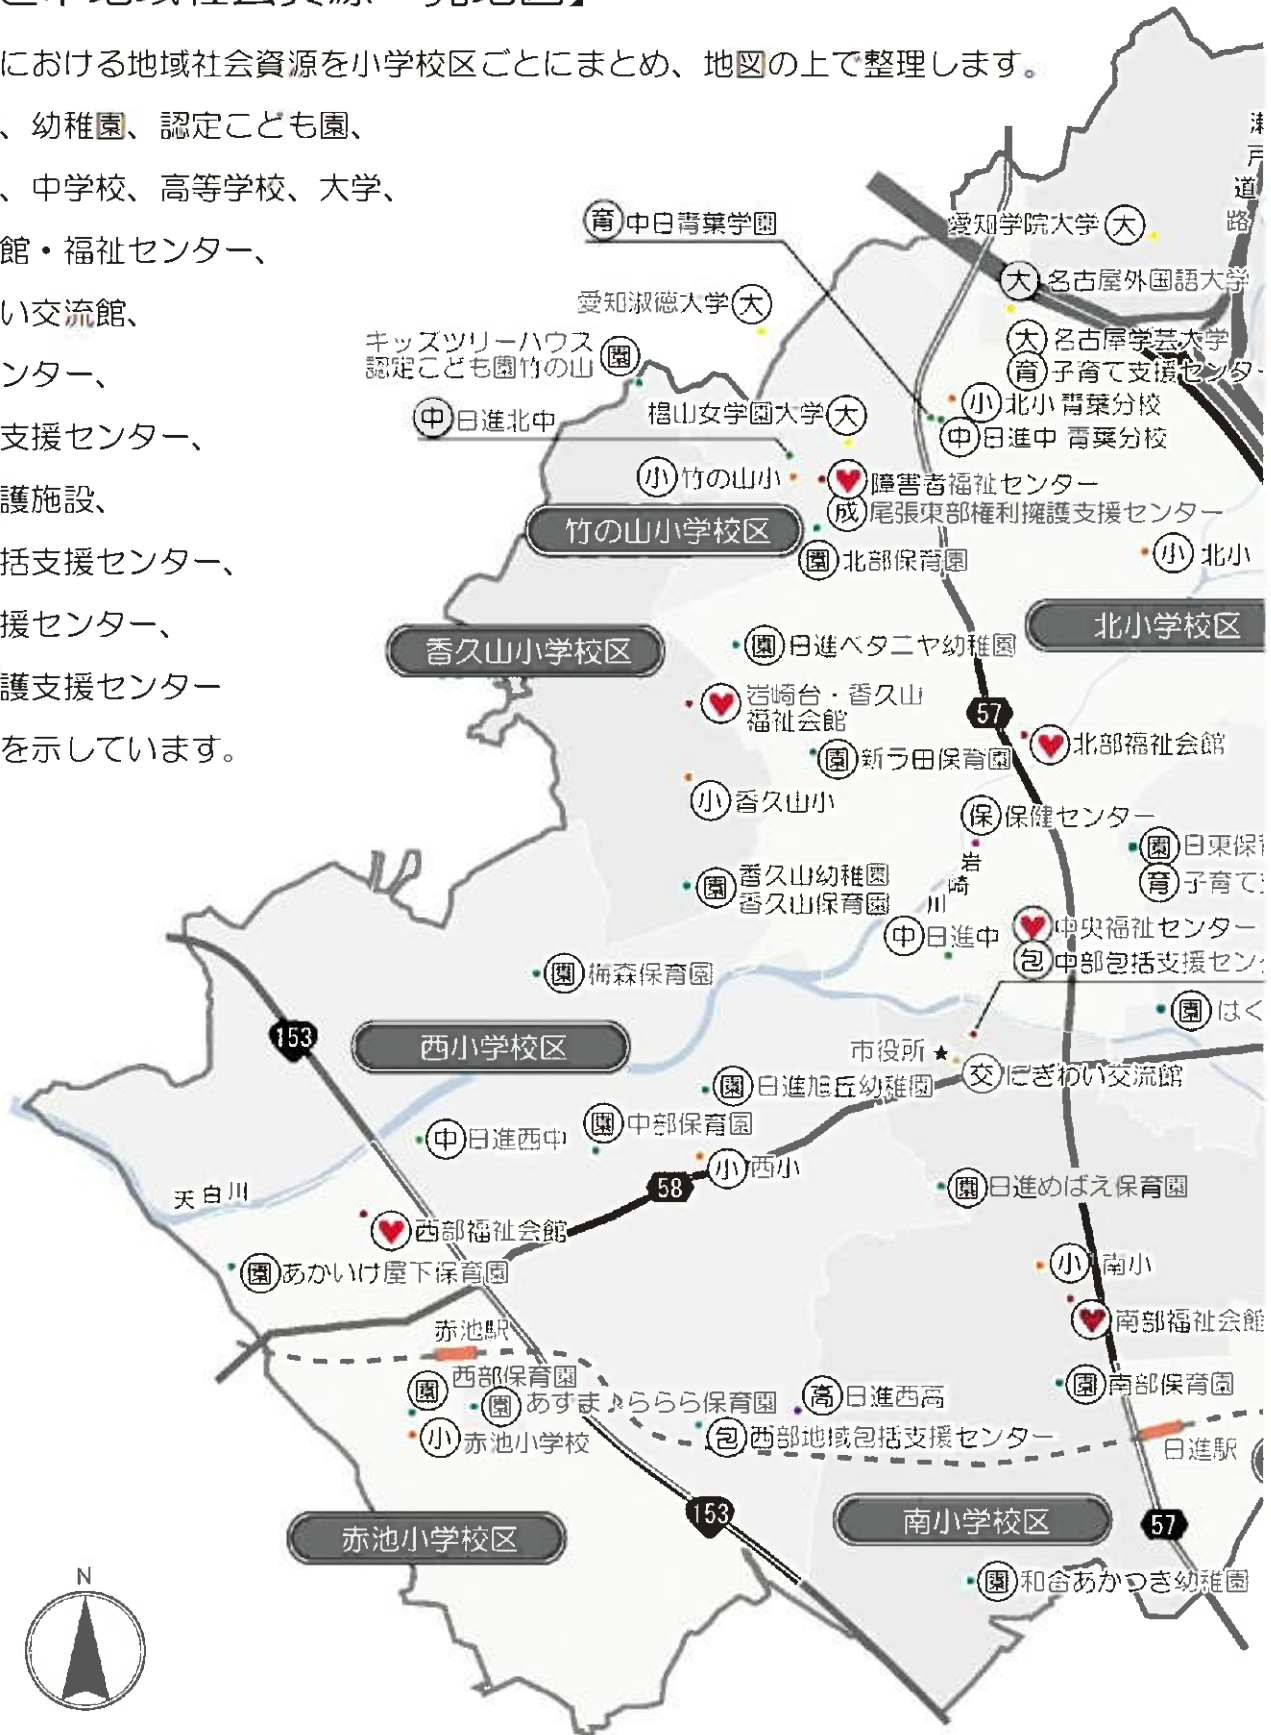 における地域社会資源を小学校区ごとにまとめ、地図の上で整理します。
、幼稚園、認定こども園、
、中学校、高等学校、大学、
館・福祉センター、
い交流館、
ンター、
支援センター、
護施設、
括支援センター、
援センター、
護支援センター
を示しています。
瀬戸道路
育 中日青葉学園
愛知学院大学 大
大 名古屋外国語大学
愛知淑徳大学 大
大 名古屋学芸大学
育 子育て支援センター
キッズツリーハウス
認定こども園竹の山 園
小 北小 青葉分校
中 日進北中
椙山女学園大学 大
中 日進中 青葉分校
小 竹の山小
障害者福祉センター
成 尾張東部権利擁護支援センター
竹の山小学校区
園 北部保育園
小 北小
北小学校区
香久山小学校区
園 日進ベタニヤ幼稚園
岩崎台・香久山
福祉会館
57
北部福祉会館
園 新ラ田保育園
小 香久山小
保 保健センター
園 日東保
育 子育て
岩崎川
園 香久山幼稚園
香久山保育園
中 日進中
中央福祉センター
包 中部包括支援セン
園 梅森保育園
園 はく
153
西小学校区
市役所 ★
交 にぎわい交流館
園 日進旭丘幼稚園
中 日進西中
園 中部保育園
小 西小
58
園 日進めばえ保育園
天白川
西部福祉会館
小 南小
園 あかいけ屋下保育園
南部福祉会館
赤池駅
園 西部保育園
園 あすま♪ららら保育園
高 日進西高
園 南部保育園
小 赤池小学校
包 西部地域包括支援センター
日進駅
153
南小学校区
57
赤池小学校区
園 和合あかつき幼稚園
N